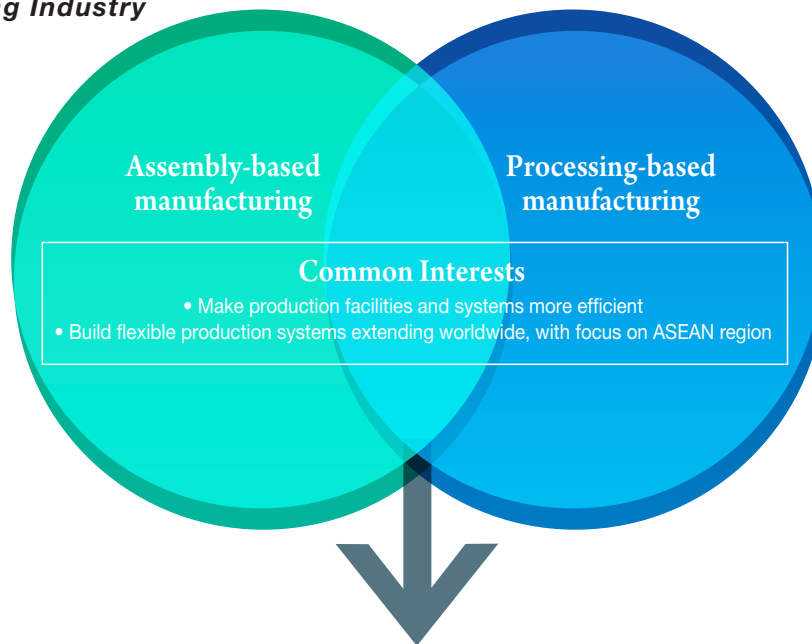 ng Industry
Assembly-based
manufacturing
Processing-based
manufacturing
Common Interests
• Make production facilities and systems more efficient
• Build flexible production systems extending worldwide, with focus on ASEAN region